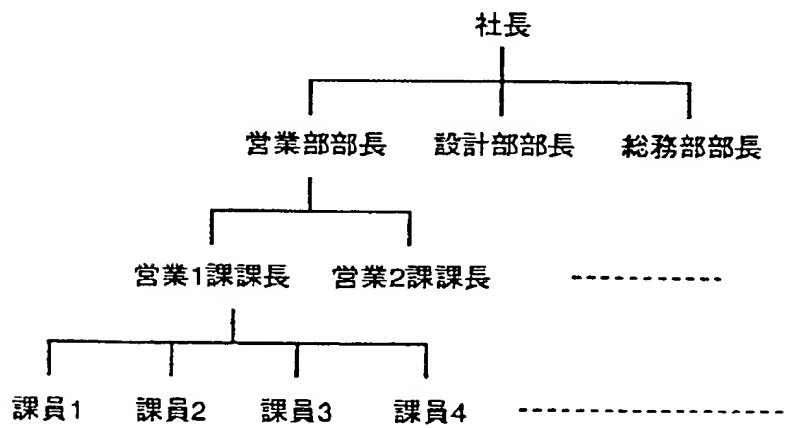 社長
営業部部長 設計部部長 総務部部長
営業1課課長 営業2課課長
課員1 課員2 課員3 課員4